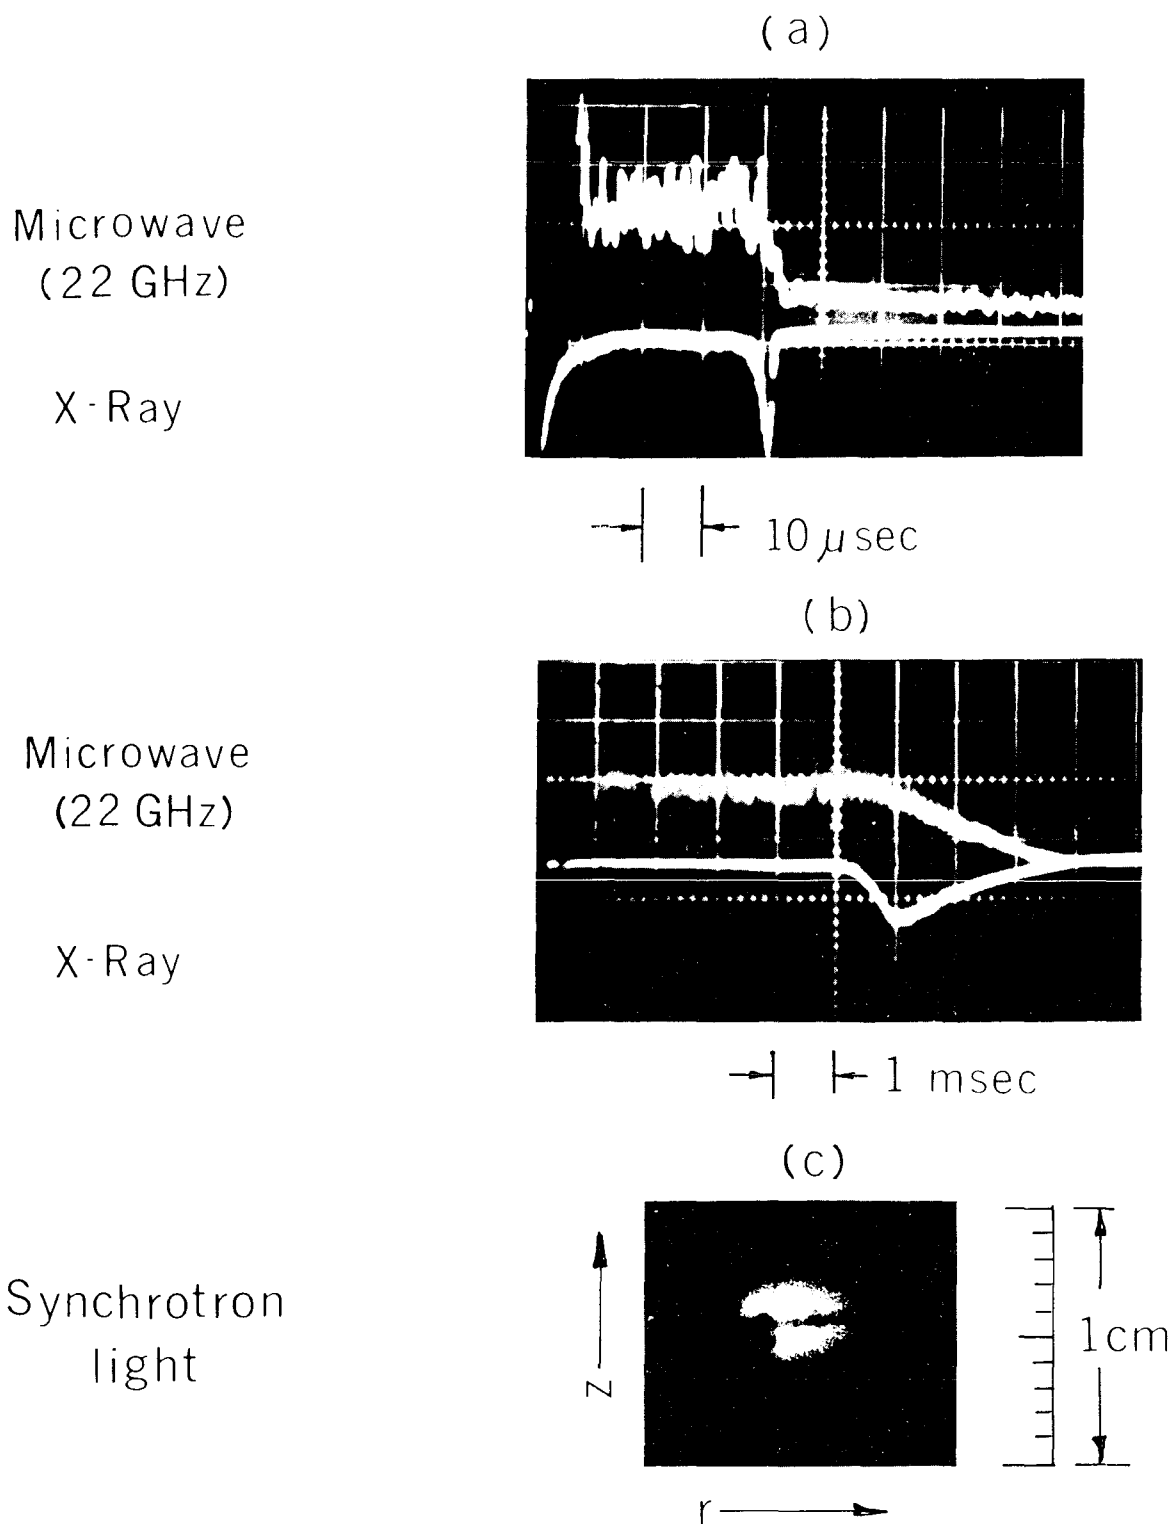 (a)
Microwave
(22 GHz)
X-Ray
10 μsec
(b)
Microwave
(22 GHz)
X-Ray
1 msec
(c)
Synchrotron
light
z
1cm
r